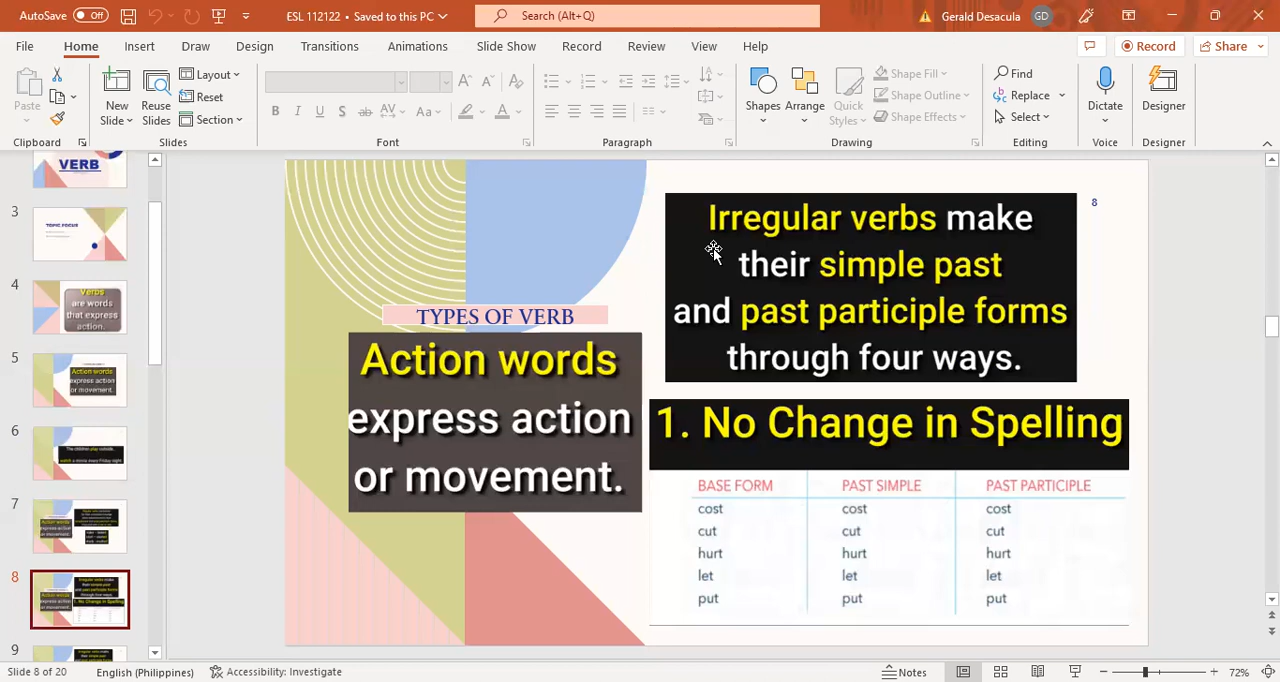 AutoSave Off ESL 112122 • Saved to this PC Search (Alt+Q) Gerald Desacula GD
File Home Insert Draw Design Transitions Animations Slide Show Record Review View Help Record Share
Paste New Slide Reuse Slides Layout Reset Section Shapes Arrange Quick Styles Shape Fill Shape Outline Shape Effects Find Replace Select Dictate Designer
Clipboard Slides Font Paragraph Drawing Editing Voice Designer
VERB
3
TOPIC FOCUS
4
Verbs
are words
that express
action.
5
Action words
express action
or movement.
6
7
8
9
8
Irregular verbs make
their simple past
and past participle forms
through four ways.
TYPES OF VERB
Action words
express action
or movement.
1. No Change in Spelling
BASE FORM PAST SIMPLE PAST PARTICIPLE
cost cost cost
cut cut cut
hurt hurt hurt
let let let
put put put
Slide 8 of 20 English (Philippines) Accessibility: Investigate Notes 72%